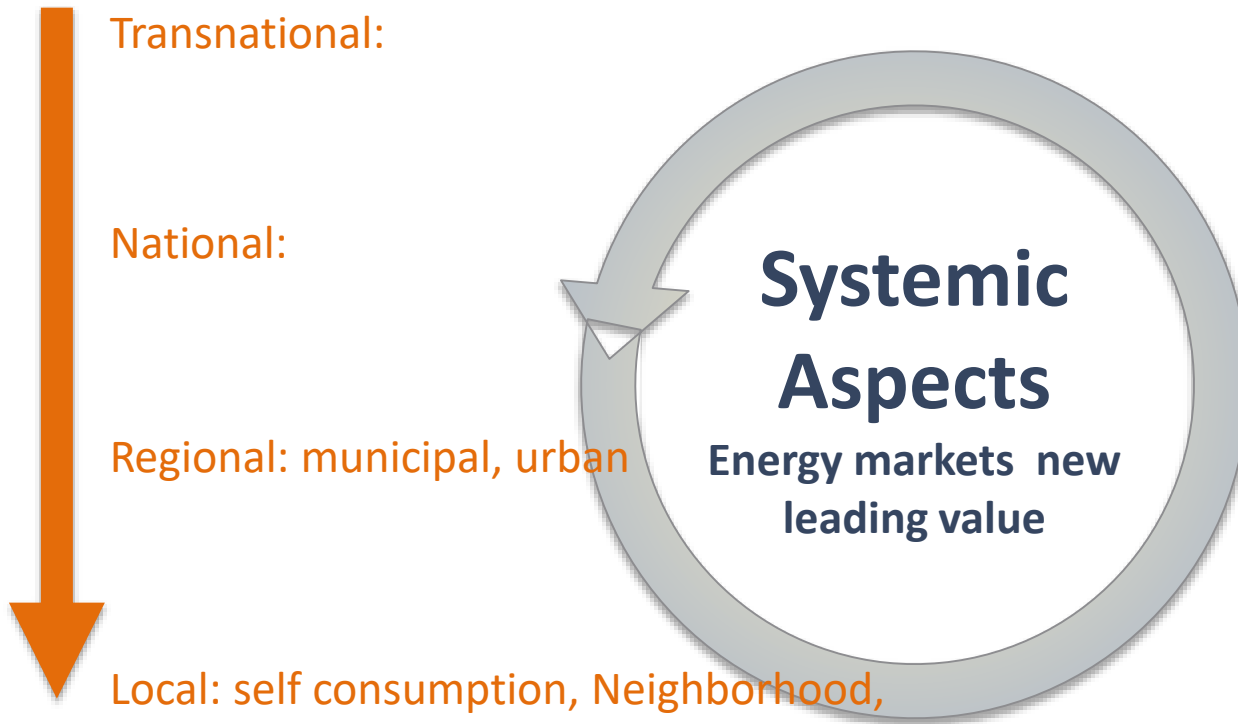 Transnational:
National:
Systemic
Aspects
Energy markets  new
leading value
Regional: municipal, urban
Local: self consumption, Neighborhood,